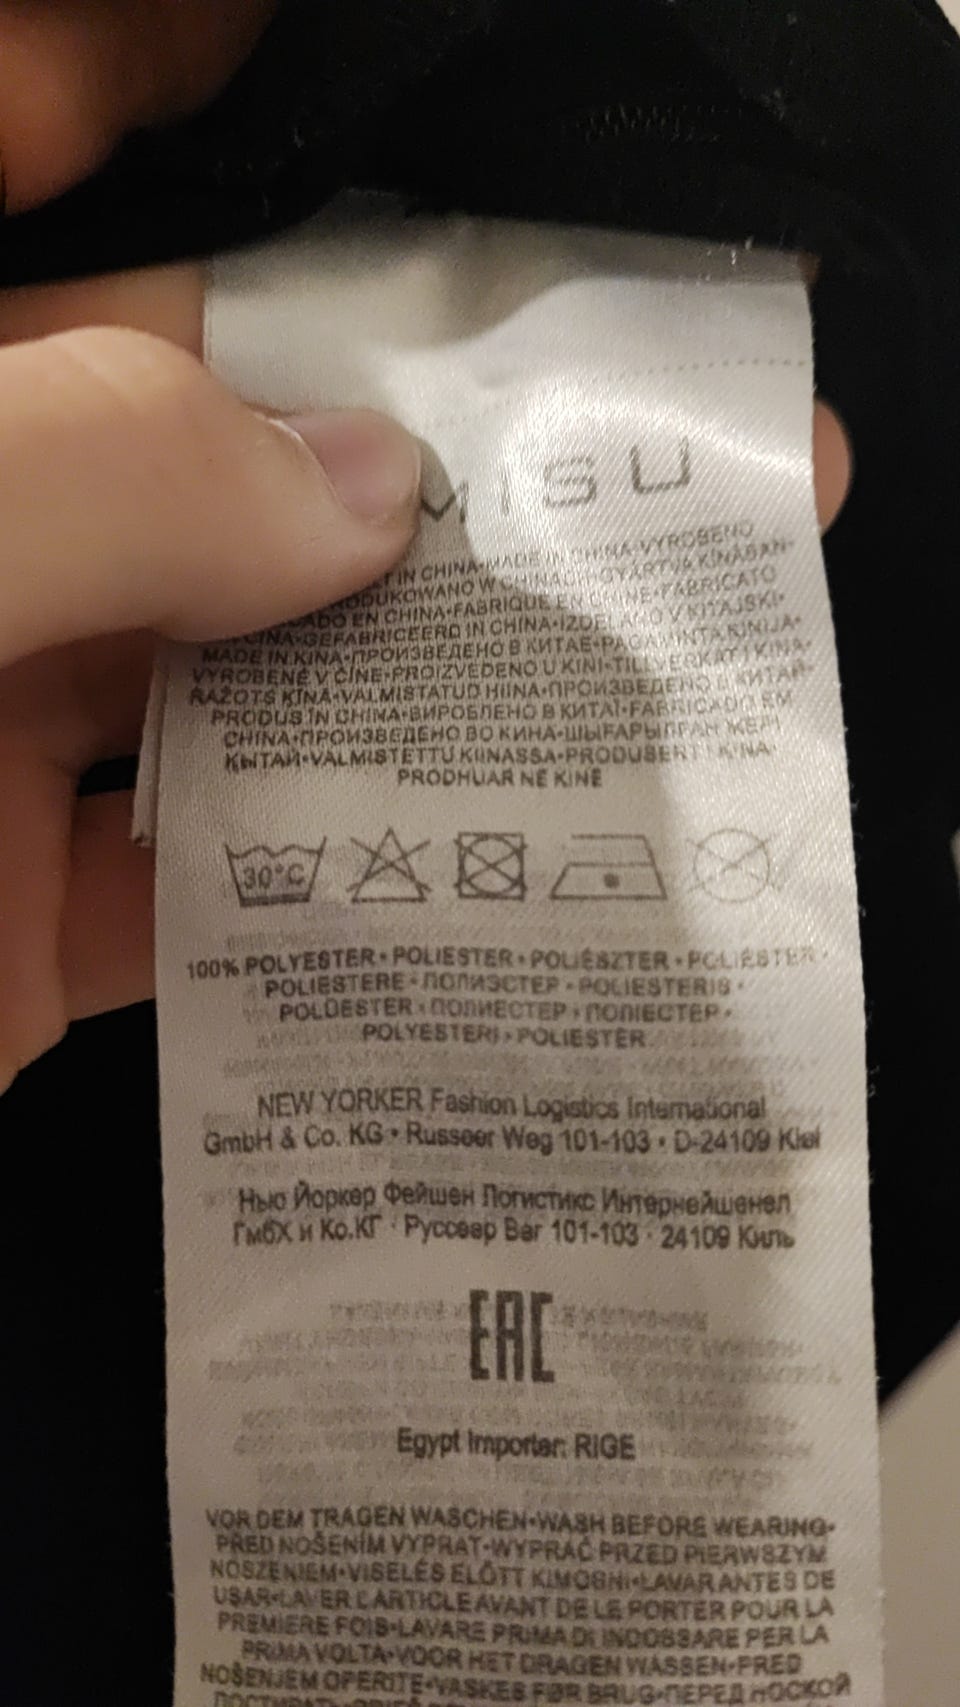 MISU
IN CHINA•MADE IN CHINA•VYROBENO
GYÁRTVA KÍNÁBAN•
EN CHINA•FABRIQUÉ EN CHINE•FABRICATO
GEFABRICEERD IN CHINA• V KITAJSKI•
MADE IN KINA•ПРОИЗВЕДЕНО В КИТАЕ• KINIJA•
VYROBENÉ V ČÍNE•PROIZVEDENO U KINI•TILLVERKAT I KINA•
RAŽOTS ĶĪNĀ•VALMISTATUD HIINA•ПРОИЗВЕДЕНО В КИТАЙ•
PRODUS ÎN CHINA•ВИРОБЛЕНО В КИТАЇ•FABRICADO EM
CHINA•ПРОИЗВЕДЕНО ВО КИНА•ШЫҒАРЫЛҒАН ЖЕРІ
ҚЫТАЙ•VALMISTETTU KIINASSA•PRODUSERT I KINA•
PRODHUAR NË KINË
30°C
100% POLYESTER • POLIESTER • POLIÉSZTER • POLIÉSTER •
POLIESTERE • ПОЛИЭСТЕР • POLIESTERIS •
POLÜESTER • ПОЛИЕСТЕР • ПОЛІЕСТЕР •
POLYESTERI • POLIESTËR
NEW YORKER Fashion Logistics International
GmbH & Co. KG • Russeer Weg 101-103 • D-24109 Kiel
Нью Йоркер Фейшен Логистикс Интернейшенел
ГмбХ и Ко.КГ · Руссеер Вег 101-103 · 24109 Киль
EAC
Egypt Importer: RIGE
VOR DEM TRAGEN WASCHEN•WASH BEFORE WEARING•
PŘED NOŠENÍM VYPRAT•WYPRAĆ PRZED PIERWSZYM
NOSZENIEM•VISELÉS ELŐTT KIMOSNI•LAVAR ANTES DE
USAR•LAVER L'ARTICLE AVANT DE LE PORTER POUR LA
PREMIERE FOIS•LAVARE PRIMA DI INDOSSARE PER LA
PRIMA VOLTA•VOOR HET DRAGEN WASSEN•PRED
NOŠENJEM OPERITE•VASKES FØR BRUG•ПЕРЕД НОСКОЙ
ПОСТИРАТЬ